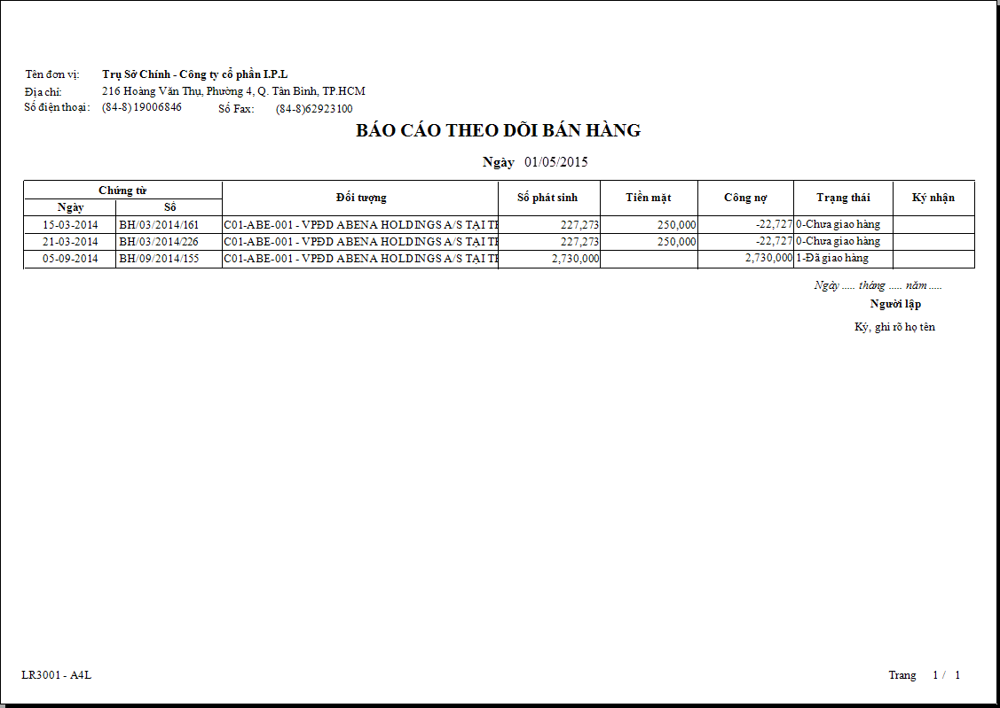 Tên đơn vị: Trụ Sở Chính - Công ty cổ phần I.P.L
Địa chỉ: 216 Hoàng Văn Thụ, Phường 4, Q. Tân Bình, TP.HCM
Số điện thoại: (84-8) 19006846 Số Fax: (84-8)62923100
BÁO CÁO THEO DÕI BÁN HÀNG
Ngày 01/05/2015
Chứng từ Đối tượng Số phát sinh Tiền mặt Công nợ Trạng thái Ký nhận
Ngày Số
15-03-2014 BH/03/2014/161 C01-ABE-001 - VPĐD ABENA HOLDINGS A/S TẠI TH 227,273 250,000 -22,727 0-Chưa giao hàng
21-03-2014 BH/03/2014/226 C01-ABE-001 - VPĐD ABENA HOLDINGS A/S TẠI TH 227,273 250,000 -22,727 0-Chưa giao hàng
05-09-2014 BH/09/2014/155 C01-ABE-001 - VPĐD ABENA HOLDINGS A/S TẠI TH 2,730,000 2,730,000 1-Đã giao hàng
Ngày ..... tháng ..... năm .....
Người lập
Ký, ghi rõ họ tên
LR3001 - A4L Trang 1 / 1